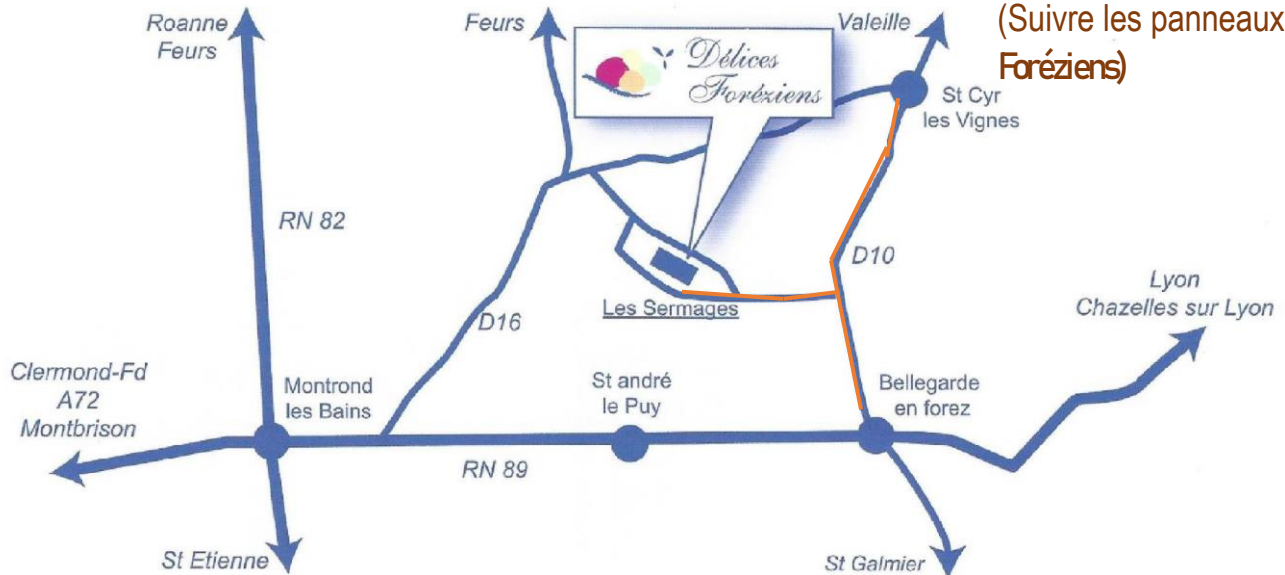 Roanne
Feurs
Feurs
Délices
Foréziens
Valeille
(Suivre les panneaux
Foréziens)
St Cyr
les Vignes
RN 82
D10
Les Sermages
Lyon
Chazelles sur Lyon
D16
Clermond-Fd
A72
Montbrison
Montrond
les Bains
St andré
le Puy
Bellegarde
en forez
RN 89
St Etienne
St Galmier